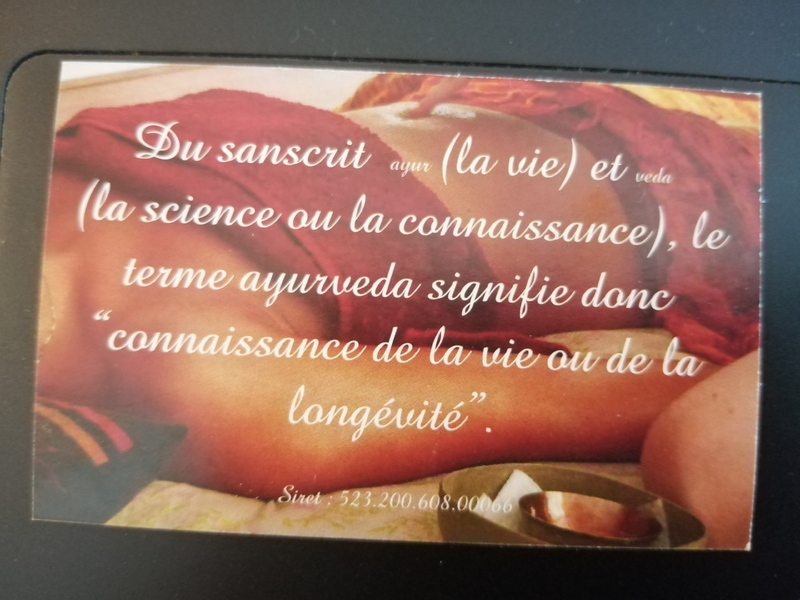 Du sanscrit ayur (la vie) et veda
(la science ou la connaissance), le
terme ayurveda signifie donc
“connaissance de la vie ou de la
longévité”.
Siret : 523.200.608.00066